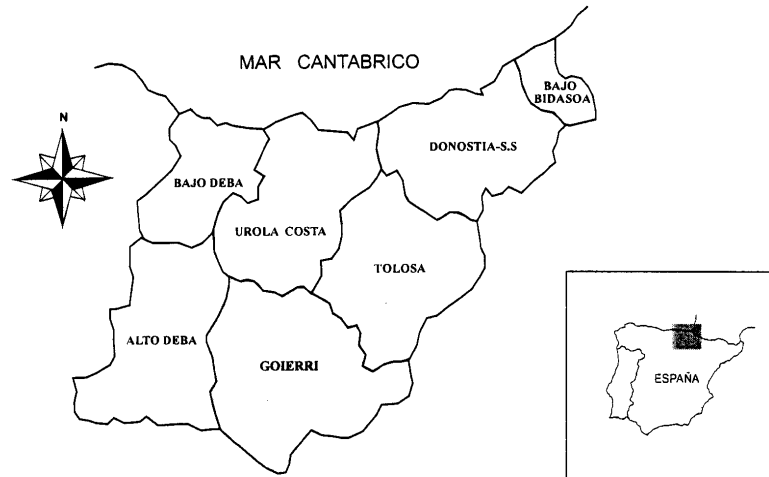 MAR CANTABRICO
BAJO
BIDASOA
N
DONOSTIA-S.S
BAJO DEBA
UROLA COSTA
TOLOSA
ALTO DEBA
GOIERRI
ESPAÑA